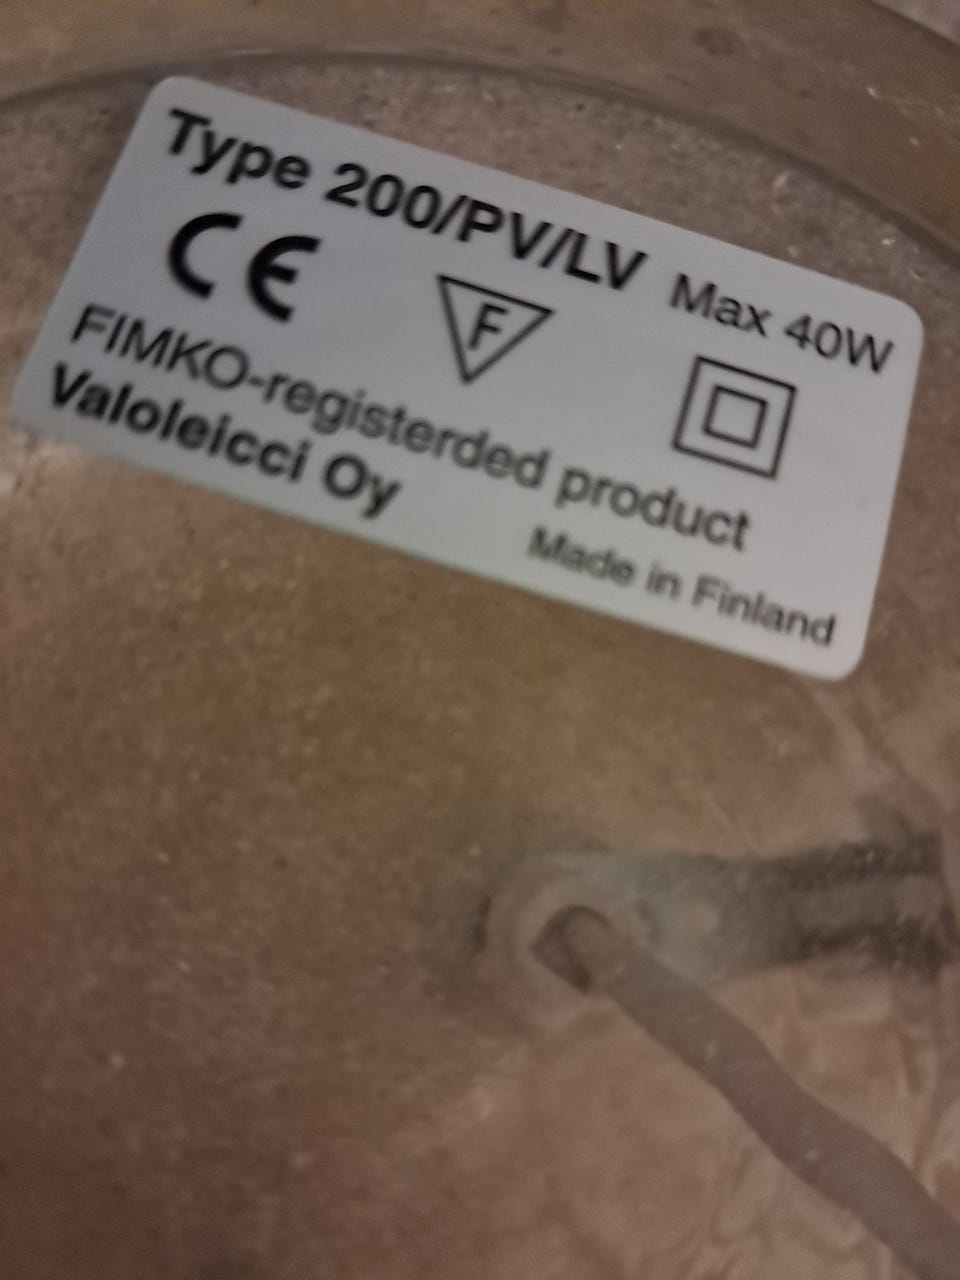 Type 200/PV/LV Max 40W
CE F
FIMKO-registerded product
Valoleicci Oy
Made in Finland